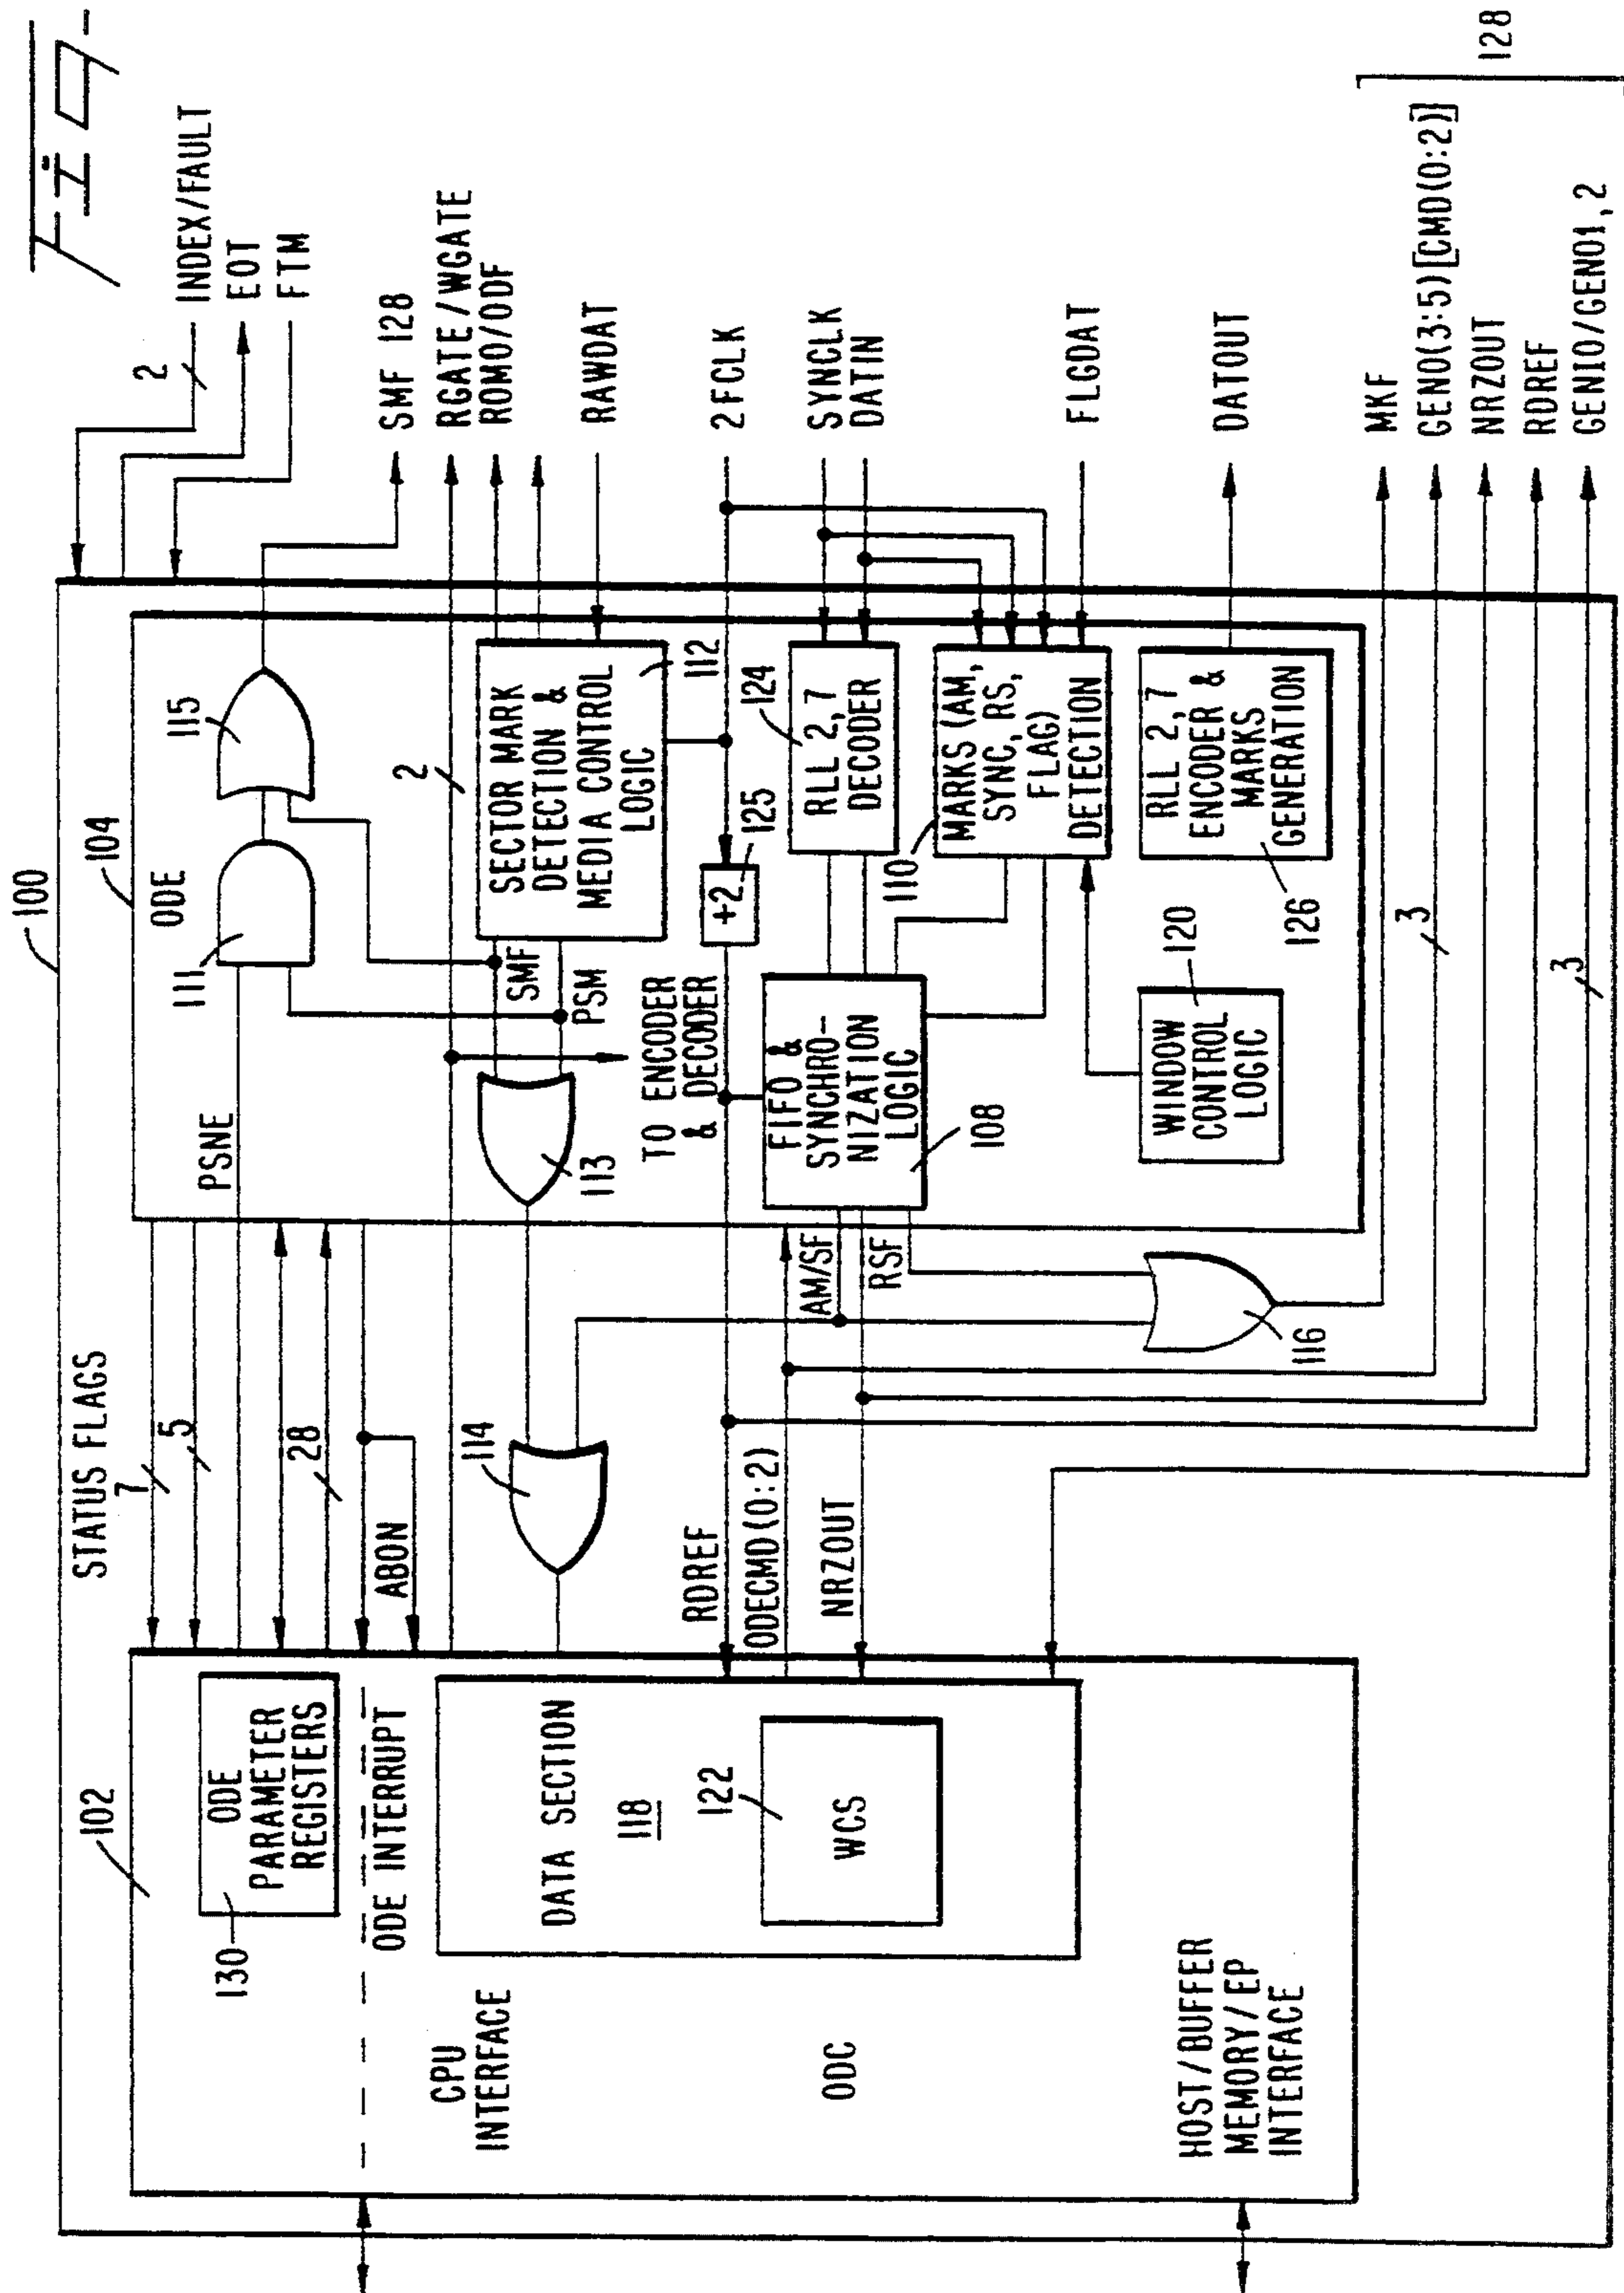 FIG 9
100
102
130
ODE
PARAMETER
REGISTERS
ODE INTERRUPT
CPU
INTERFACE
DATA SECTION
118
122
WCS
ODC
HOST/BUFFER
MEMORY/EP
INTERFACE
STATUS FLAGS
7
5
28
ABON
114
RDREF
ODECMD(0:2)
NRZOUT
AM/SF
RSF
116
104
ODE
PSNE
111
115
113
SMF
PSM
SECTOR MARK
DETECTION &
MEDIA CONTROL
LOGIC
112
2
TO ENCODER
& DECODER
+2
125
124
RLL 2,7
DECODER
FIFO &
SYNCHRO-
NIZATION
LOGIC
108
110
MARKS (AM,
SYNC, RS,
FLAG)
DETECTION
WINDOW
CONTROL
LOGIC
120
RLL 2,7
ENCODER &
MARKS
GENERATION
126
2
INDEX/FAULT
EOT
FTM
SMF 128
RGATE/WGATE
ROMO/ODF
RAWDAT
2FCLK
SYNCLK
DATIN
FLGDAT
DATOUT
MKF
3
GENO(3:5)[CMD(0:2)]
NRZOUT
RDREF
3
GENIO/GENO1,2
128